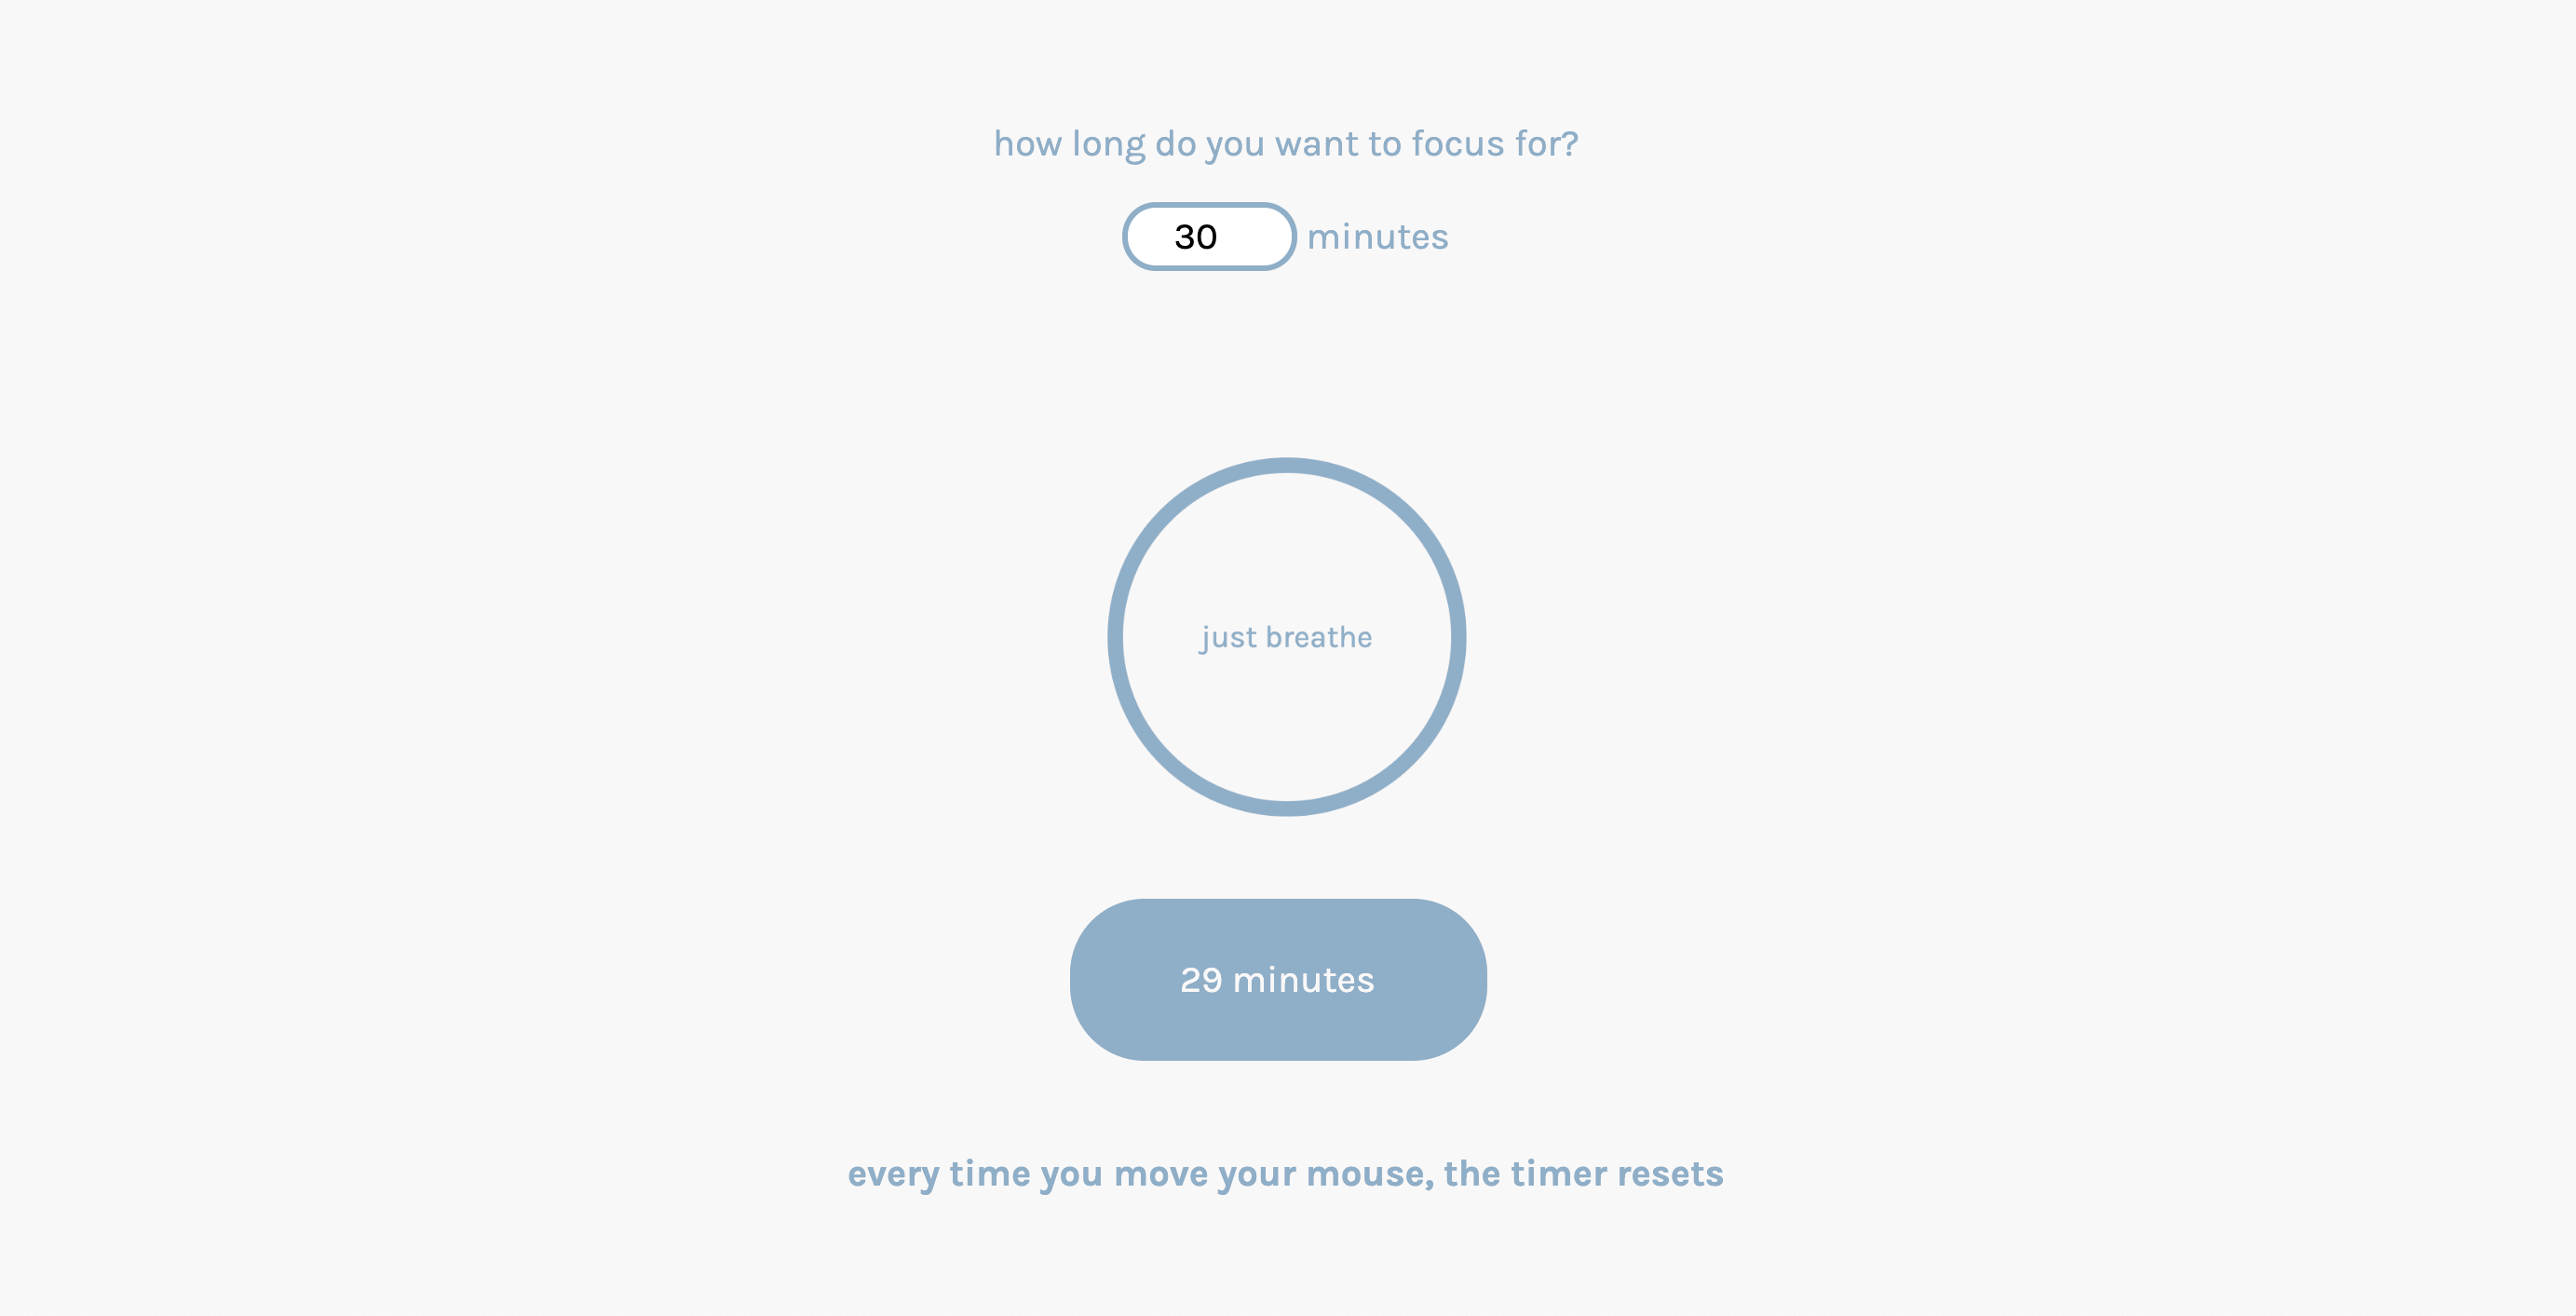 how long do you want to focus for?
30 minutes
just breathe
29 minutes
every time you move your mouse, the timer resets